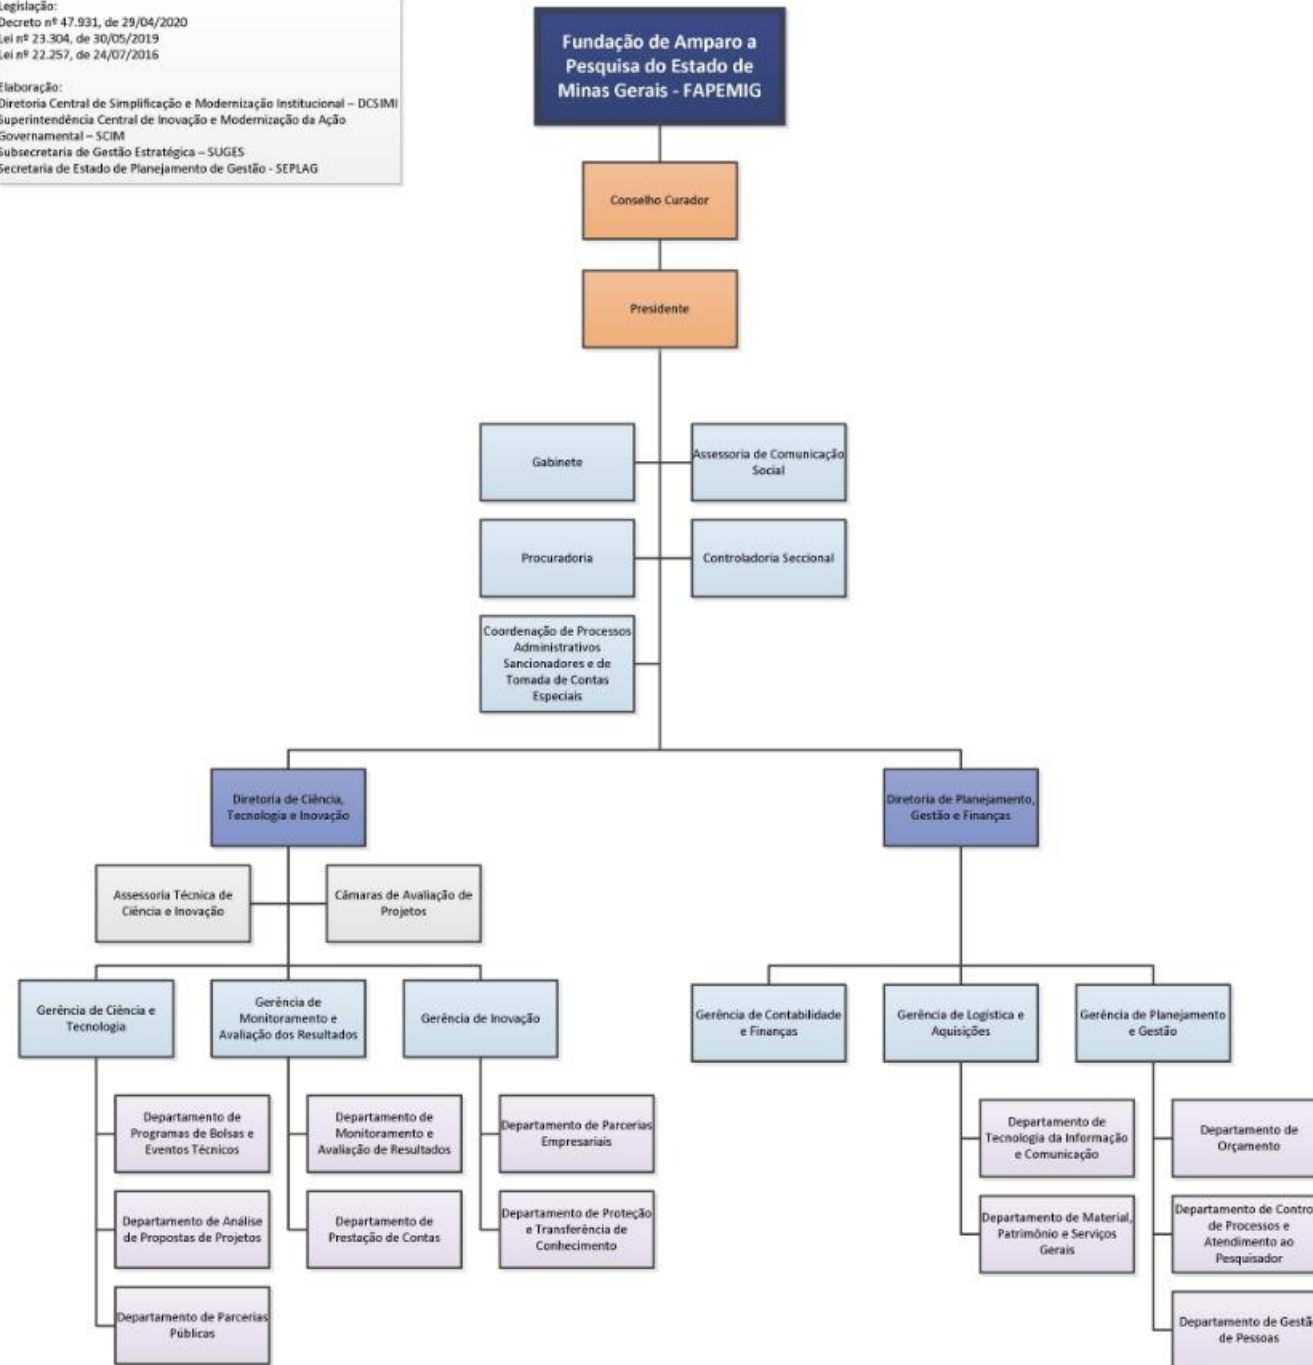 Legislação:
Decreto nº 47.931, de 29/04/2020
Lei nº 23.304, de 30/05/2019
Lei nº 22.257, de 24/07/2016
Elaboração:
Diretoria Central de Simplificação e Modernização Institucional – DCSIMI
Superintendência Central de Inovação e Modernização da Ação
Governamental – SCIM
Subsecretaria de Gestão Estratégica – SUGES
Secretaria de Estado de Planejamento de Gestão - SEPLAG
Fundação de Amparo a
Pesquisa do Estado de
Minas Gerais - FAPEMIG
Conselho Curador
Presidente
Gabinete
Assessoria de Comunicação
Social
Procuradoria
Controladoria Seccional
Coordenação de Processos
Administrativos
Sancionadores e de
Tomada de Contas
Especiais
Diretoria de Ciência,
Tecnologia e Inovação
Diretoria de Planejamento,
Gestão e Finanças
Assessoria Técnica de
Ciência e Inovação
Câmaras de Avaliação de
Projetos
Gerência de Ciência e
Tecnologia
Gerência de
Monitoramento e
Avaliação dos Resultados
Gerência de Inovação
Gerência de Contabilidade
e Finanças
Gerência de Logística e
Aquisições
Gerência de Planejamento
e Gestão
Departamento de
Programas de Bolsas e
Eventos Técnicos
Departamento de
Monitoramento e
Avaliação de Resultados
Departamento de Parcerias
Empresariais
Departamento de
Tecnologia da Informação
e Comunicação
Departamento de
Orçamento
Departamento de Análise
de Propostas de Projetos
Departamento de
Prestação de Contas
Departamento de Proteção
e Transferência de
Conhecimento
Departamento de Material,
Patrimônio e Serviços
Gerais
Departamento de Contro
de Processos e
Atendimento ao
Pesquisador
Departamento de Parcerias
Públicas
Departamento de Gestã
de Pessoas